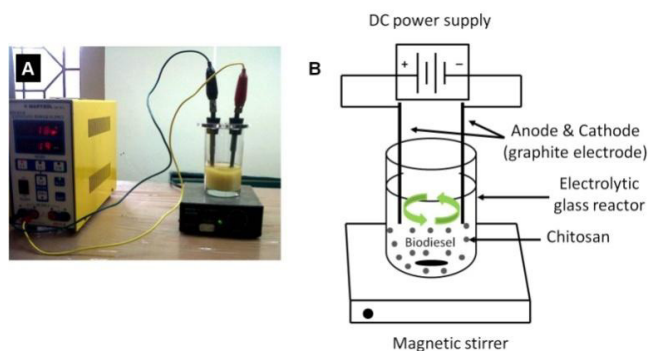 A
B
DC power supply
+ −
Anode & Cathode
(graphite electrode)
Electrolytic
glass reactor
Chitosan
Biodiesel
Magnetic stirrer